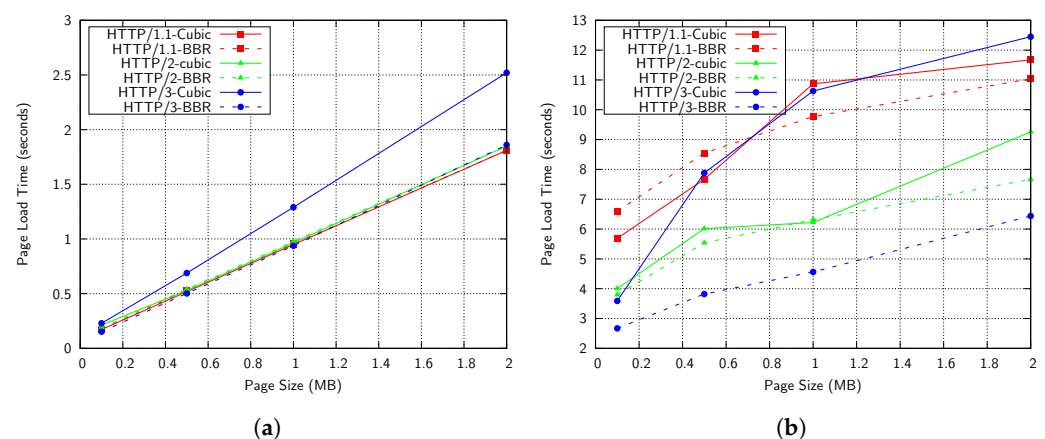 3
2.5
2
1.5
1
0.5
0
Page Load Time (seconds)
HTTP/1.1-Cubic
HTTP/1.1-BBR
HTTP/2-cubic
HTTP/2-BBR
HTTP/3-Cubic
HTTP/3-BBR
0 0.2 0.4 0.6 0.8 1 1.2 1.4 1.6 1.8 2
Page Size (MB)
(a)
13
12
11
10
9
8
7
6
5
4
3
2
Page Load Time (seconds)
HTTP/1.1-Cubic
HTTP/1.1-BBR
HTTP/2-cubic
HTTP/2-BBR
HTTP/3-Cubic
HTTP/3-BBR
0 0.2 0.4 0.6 0.8 1 1.2 1.4 1.6 1.8 2
Page Size (MB)
(b)